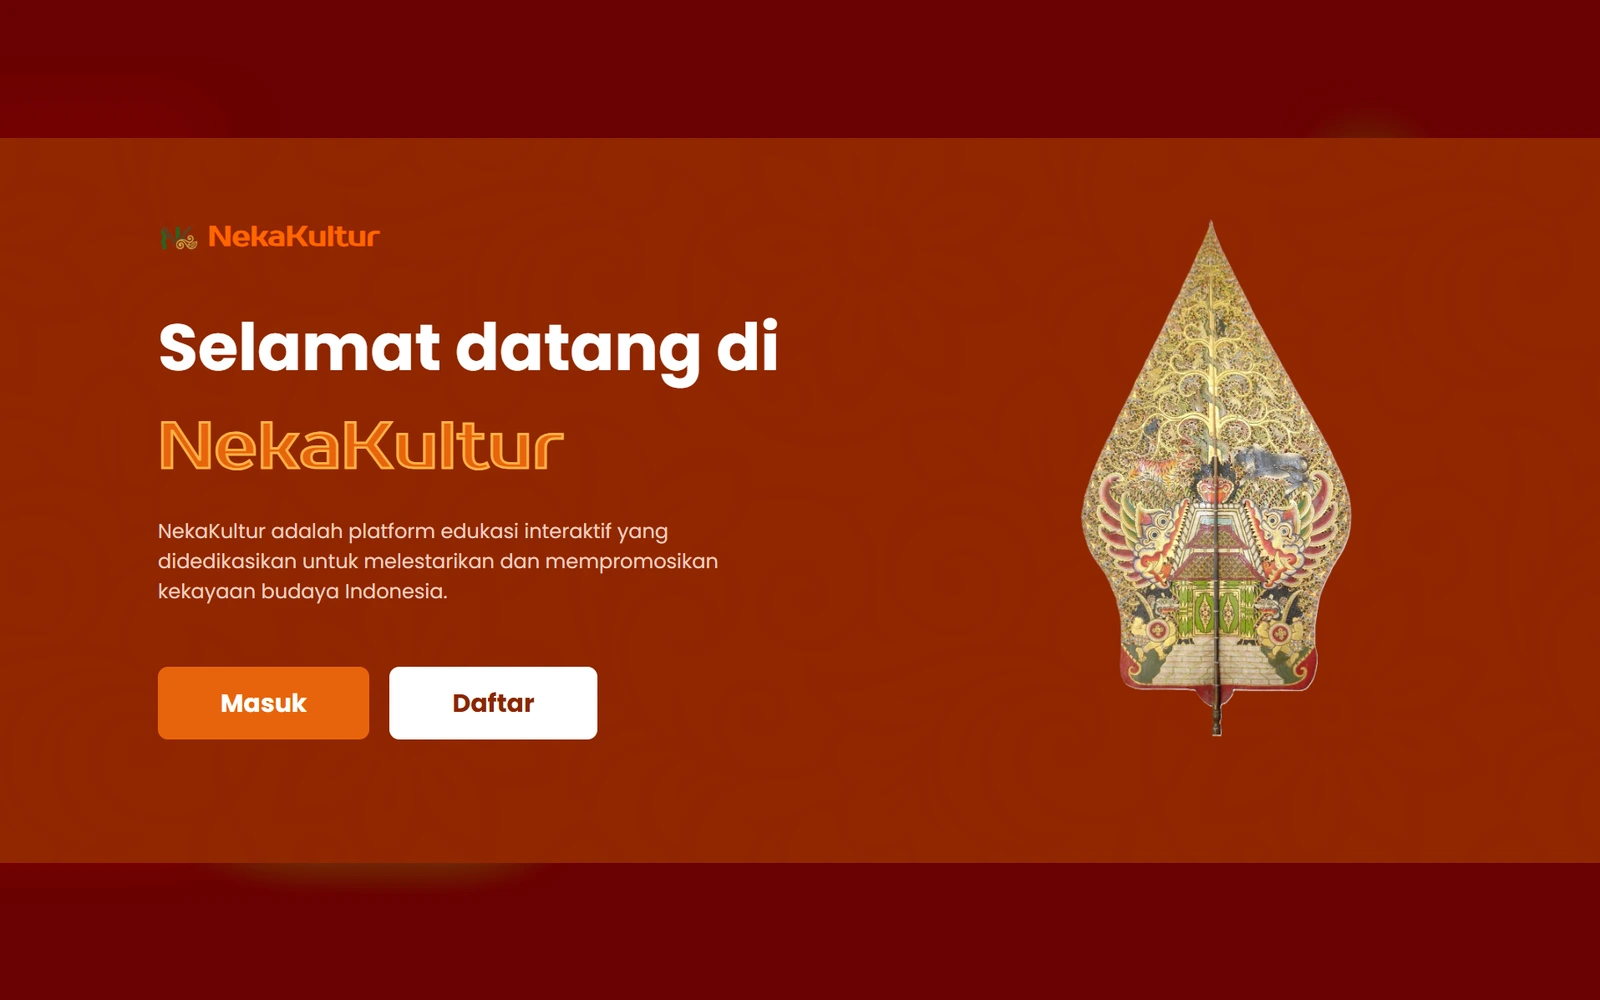 NekaKultur
Selamat datang di
NekaKultur
NekaKultur adalah platform edukasi interaktif yang
didedikasikan untuk melestarikan dan mempromosikan
kekayaan budaya Indonesia.
Masuk
Daftar